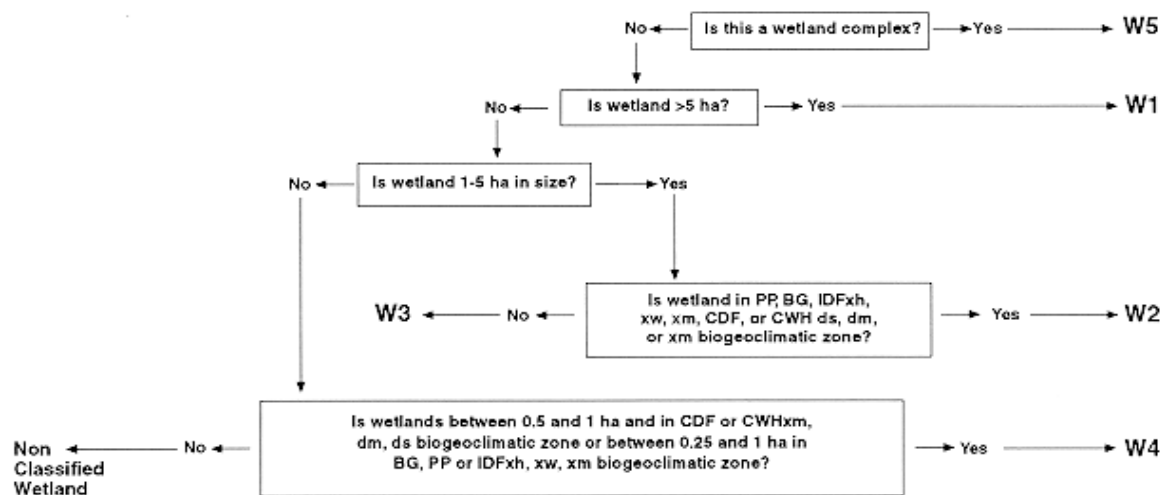 No
Is this a wetland complex?
Yes
W5
No
Is wetland >5 ha?
Yes
W1
No
Is wetland 1-5 ha in size?
Yes
W3
No
Is wetland in PP, BG, IDFxh,
xw, xm, CDF, or CWH ds, dm,
or xm biogeoclimatic zone?
Yes
W2
Non
Classified
Wetland
No
Is wetlands between 0.5 and 1 ha and in CDF or CWHxm,
dm, ds biogeoclimatic zone or between 0.25 and 1 ha in
BG, PP or IDFxh, xw, xm biogeoclimatic zone?
Yes
W4